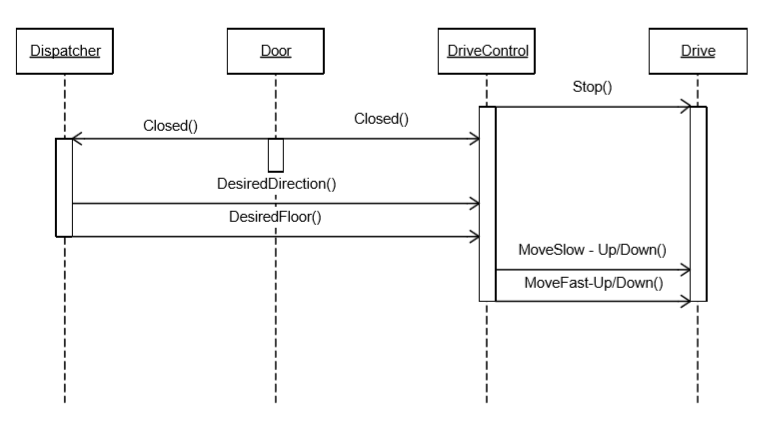 Dispatcher
Door
DriveControl
Drive
Stop()
Closed()
Closed()
DesiredDirection()
DesiredFloor()
MoveSlow - Up/Down()
MoveFast-Up/Down()